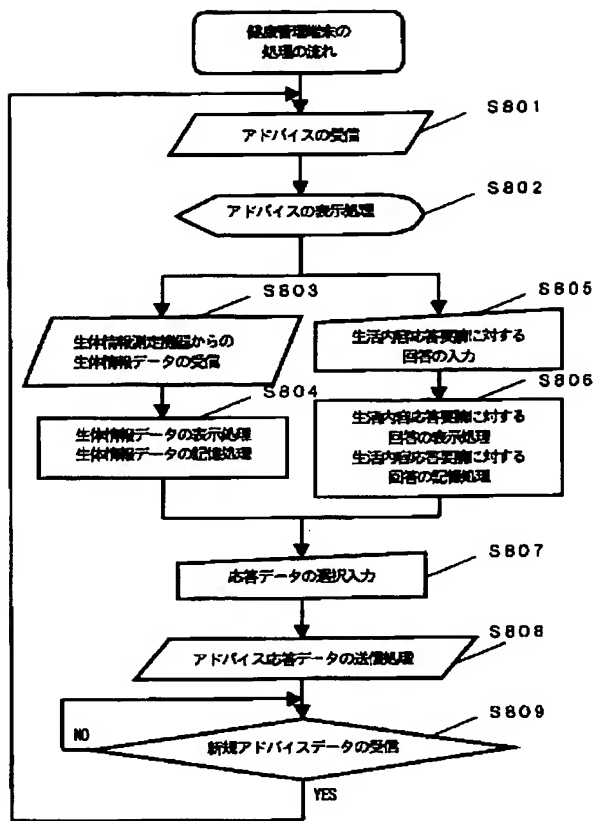 健康管理端末の
処理の流れ
S801
アドバイスの受信
S802
アドバイスの表示処理
S803
生体情報測定機器からの
生体情報データの受信
S804
生体情報データの表示処理
生体情報データの記憶処理
S805
生活内容応答要請に対する
回答の入力
S806
生活内容応答要請に対する
回答の表示処理
生活内容応答要請に対する
回答の記憶処理
S807
応答データの選択入力
S808
アドバイス応答データの送信処理
S809
新規アドバイスデータの受信
NO
YES